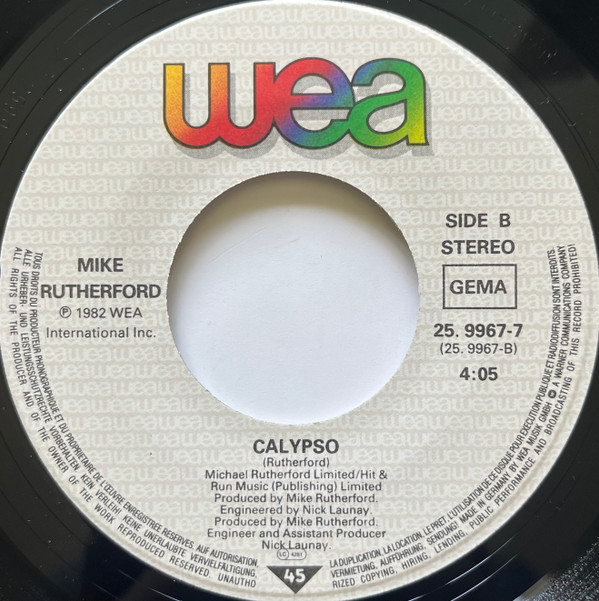 wea
SIDE B
STEREO
GEMA
25. 9967-7
(25. 9967-B)
4:05
MIKE
RUTHERFORD
℗ 1982 WEA
International Inc.
CALYPSO
(Rutherford)
Michael Rutherford Limited/Hit &
Run Music (Publishing) Limited
Produced by Mike Rutherford.
Engineered by Nick Launay.
Produced by Mike Rutherford.
Engineer and Assistant Producer
Nick Launay.
LC 4281
45
TOUS DROITS DU PRODUCTEUR PHONOGRAPHIQUE ET DU PROPRIETAIRE DE L'ŒUVRE ENREGISTREE RESERVES. SAUF AUTORISATION, LA DUPLICATION, LA LOCATION, LE PRET, L'UTILISATION DE CE DISQUE POUR EXECUTION PUBLIQUE ET RADIODIFFUSION SONT INTERDITS.
ALLE URHEBER- UND LEISTUNGSSCHUTZRECHTE VORBEHALTEN. KEIN VERLEIH! KEINE UNERLAUBTE VERVIELFÄLTIGUNG, VERMIETUNG, AUFFÜHRUNG, SENDUNG! MADE IN GERMANY BY WEA MUSIK GMBH A WARNER COMMUNICATIONS COMPANY
ALL RIGHTS OF THE PRODUCER AND OF THE OWNER OF THE WORK REPRODUCED RESERVED. UNAUTHORIZED COPYING, HIRING, LENDING, PUBLIC PERFORMANCE AND BROADCASTING OF THIS RECORD PROHIBITED!